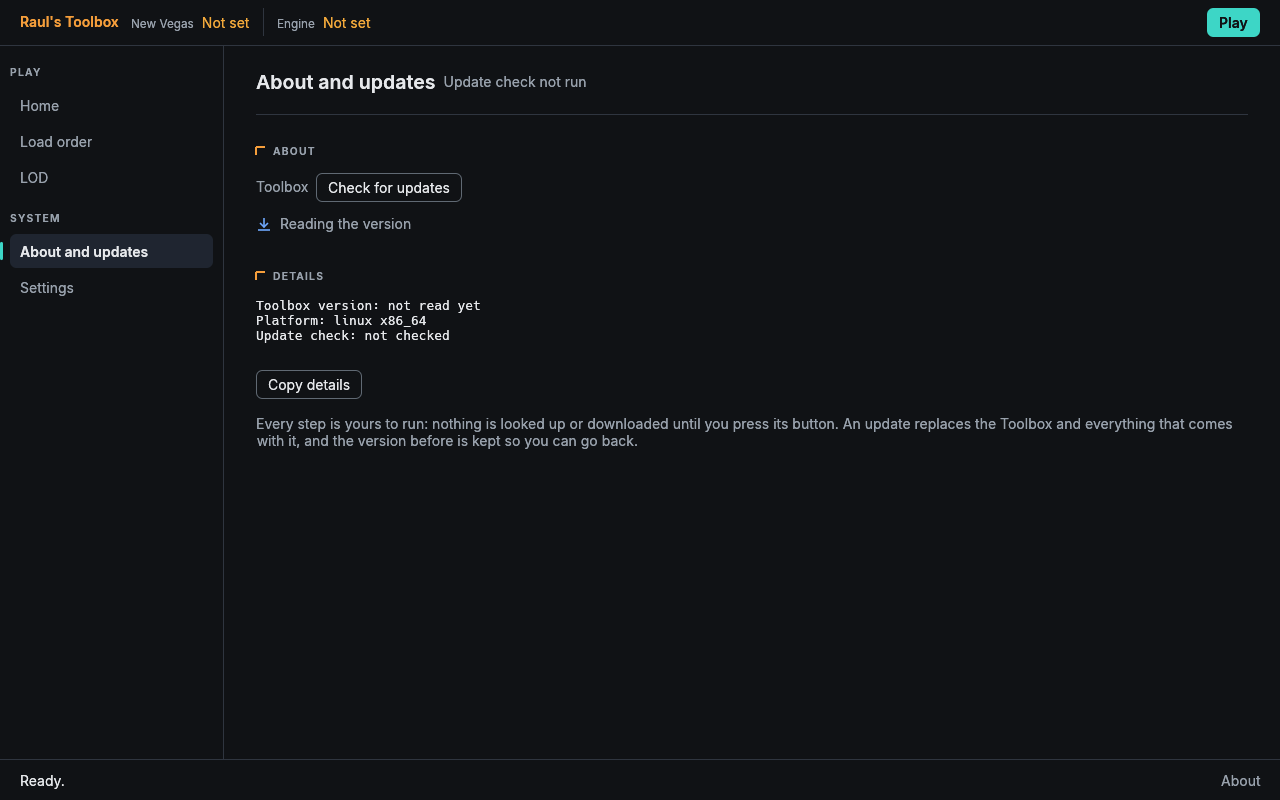 Raul's Toolbox New Vegas Not set Engine Not set Play
PLAY
Home
Load order
LOD
SYSTEM
About and updates
Settings
About and updates Update check not run
ABOUT
Toolbox Check for updates
Reading the version
DETAILS
Toolbox version: not read yet
Platform: linux x86_64
Update check: not checked
Copy details
Every step is yours to run: nothing is looked up or downloaded until you press its button. An update replaces the Toolbox and everything that comes
with it, and the version before is kept so you can go back.
Ready. About